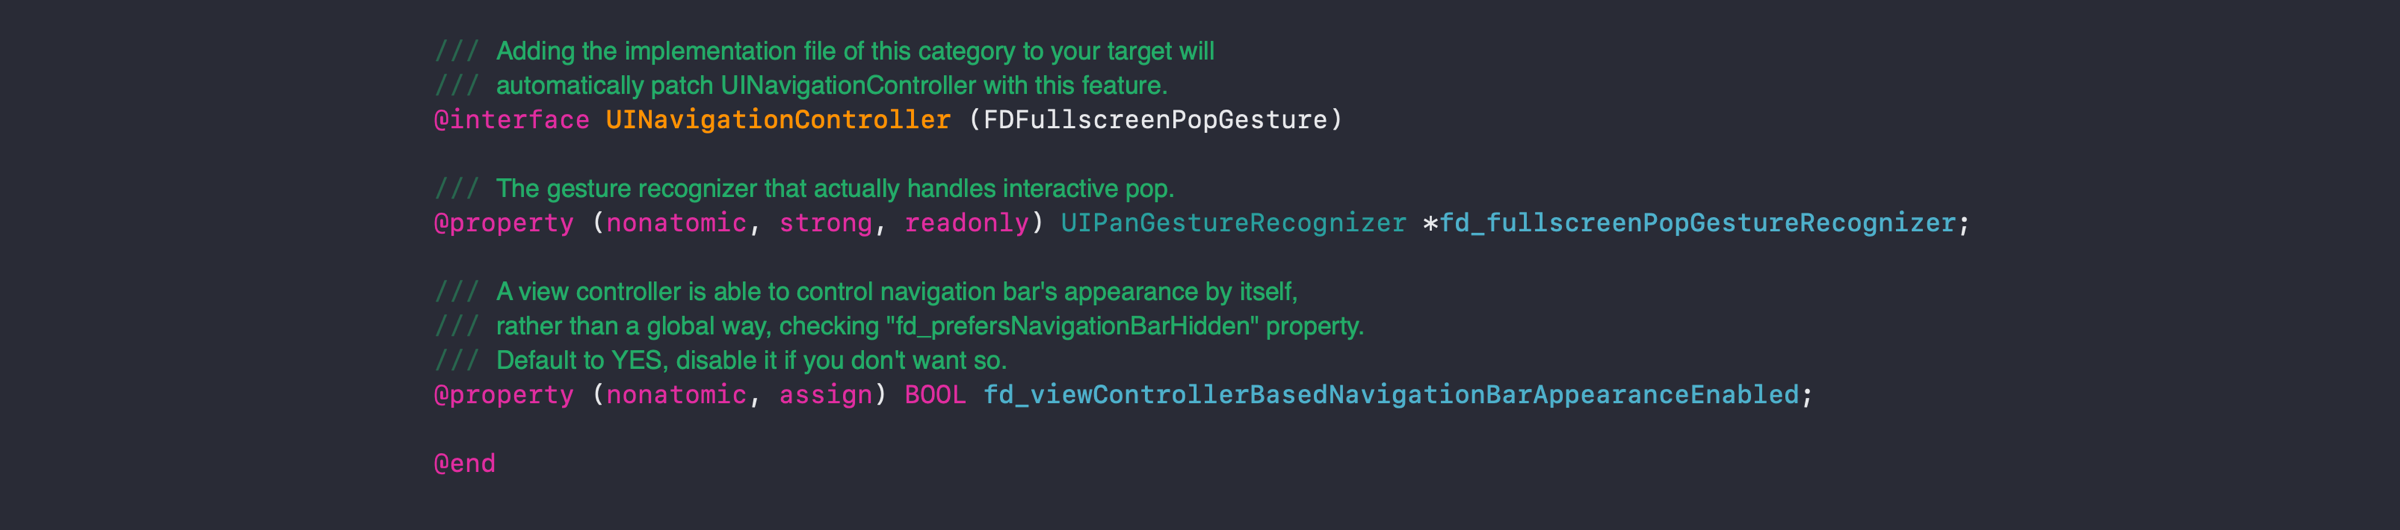 /// Adding the implementation file of this category to your target will
/// automatically patch UINavigationController with this feature.
@interface UINavigationController (FDFullscreenPopGesture)
/// The gesture recognizer that actually handles interactive pop.
@property (nonatomic, strong, readonly) UIPanGestureRecognizer *fd_fullscreenPopGestureRecognizer;
/// A view controller is able to control navigation bar's appearance by itself,
/// rather than a global way, checking "fd_prefersNavigationBarHidden" property.
/// Default to YES, disable it if you don't want so.
@property (nonatomic, assign) BOOL fd_viewControllerBasedNavigationBarAppearanceEnabled;
@end